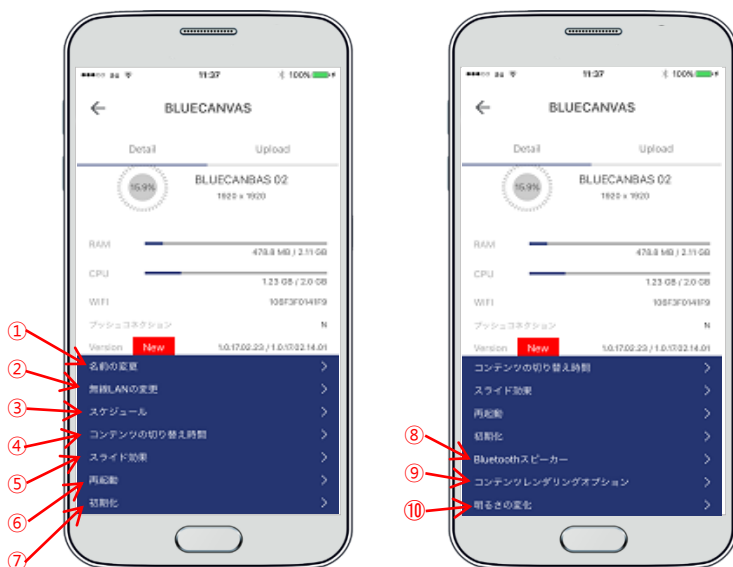 11:37 100%
BLUECANVAS
Detail Upload
15.9%
BLUECANBAS 02
1920 x 1920
RAM
478.8 MB / 2.11 GB
CPU
1.23 GB / 2.0 GB
WIFI 108F3F0141F9
プッシュコネクション N
Version New 1.0.17.02.23 / 1.0.17.02.14.01
① 名前の変更
② 無線LANの変更
③ スケジュール
④ コンテンツの切り替え時間
⑤ スライド効果
⑥ 再起動
⑦ 初期化
11:37 100%
BLUECANVAS
Detail Upload
15.9%
BLUECANBAS 02
1920 x 1920
RAM
478.8 MB / 2.11 GB
CPU
1.23 GB / 2.0 GB
WIFI 108F3F0141F9
プッシュコネクション N
Version New 1.0.17.02.23 / 1.0.17.02.14.01
コンテンツの切り替え時間
スライド効果
再起動
初期化
⑧ Bluetoothスピーカー
⑨ コンテンツレンダリングオプション
⑩ 明るさの変化